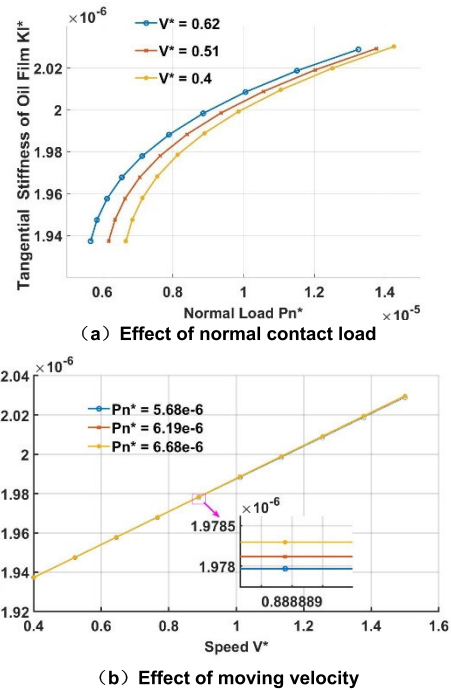 ×10⁻⁶
V* = 0.62
V* = 0.51
V* = 0.4
2.02
2
1.98
1.96
1.94
Tangential Stiffness of Oil Film Kl*
0.6 0.8 1 1.2 1.4
Normal Load Pn*
×10⁻⁵
（a）Effect of normal contact load
×10⁻⁶
2.04
2.02
2
1.98
1.96
1.94
1.92
Pn* = 5.68e-6
Pn* = 6.19e-6
Pn* = 6.68e-6
×10⁻⁶
1.9785
1.978
0.888889
0.4 0.6 0.8 1 1.2 1.4 1.6
Speed V*
（b）Effect of moving velocity